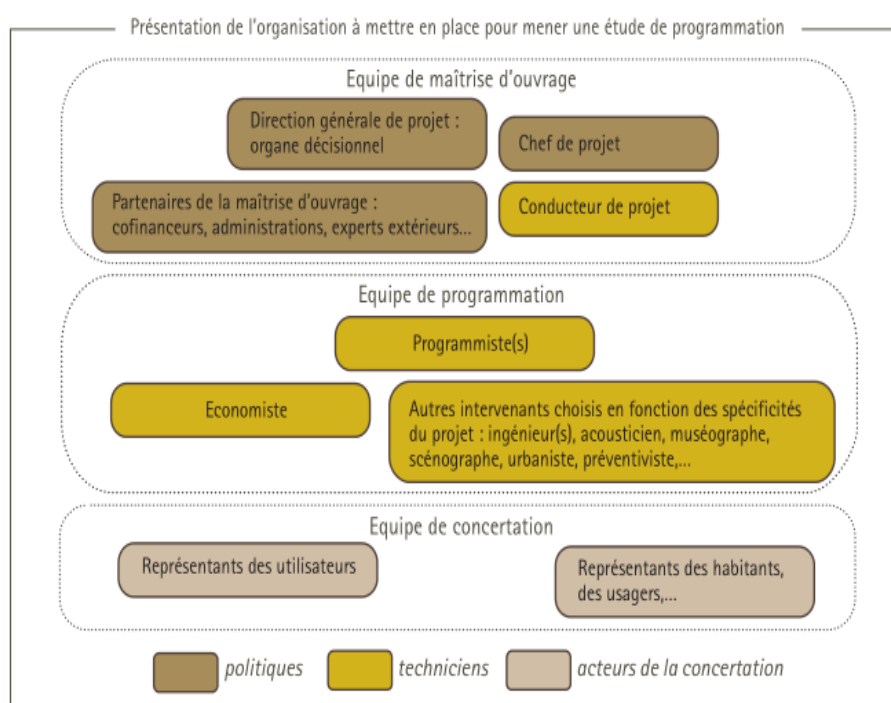 Présentation de l'organisation à mettre en place pour mener une étude de programmation
Equipe de maîtrise d'ouvrage
Direction générale de projet :
organe décisionnel
Chef de projet
Partenaires de la maîtrise d'ouvrage :
cofinanceurs, administrations, experts extérieurs...
Conducteur de projet
Equipe de programmation
Programmiste(s)
Economiste
Autres intervenants choisis en fonction des spécificités
du projet : ingénieur(s), acousticien, muséographe,
scénographe, urbaniste, préventiviste,...
Equipe de concertation
Représentants des utilisateurs
Représentants des habitants,
des usagers,...
politiques
techniciens
acteurs de la concertation